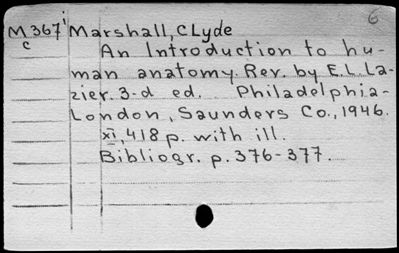 6
M367i Marshall, Clyde
c An Introduction to hu-
man anatomy. Rev. by E.L. La-
zier. 3-d ed. Philadelphia-
London, Saunders Co., 1946.
XI, 418 p. with ill.
Bibliogr. p. 376-377.